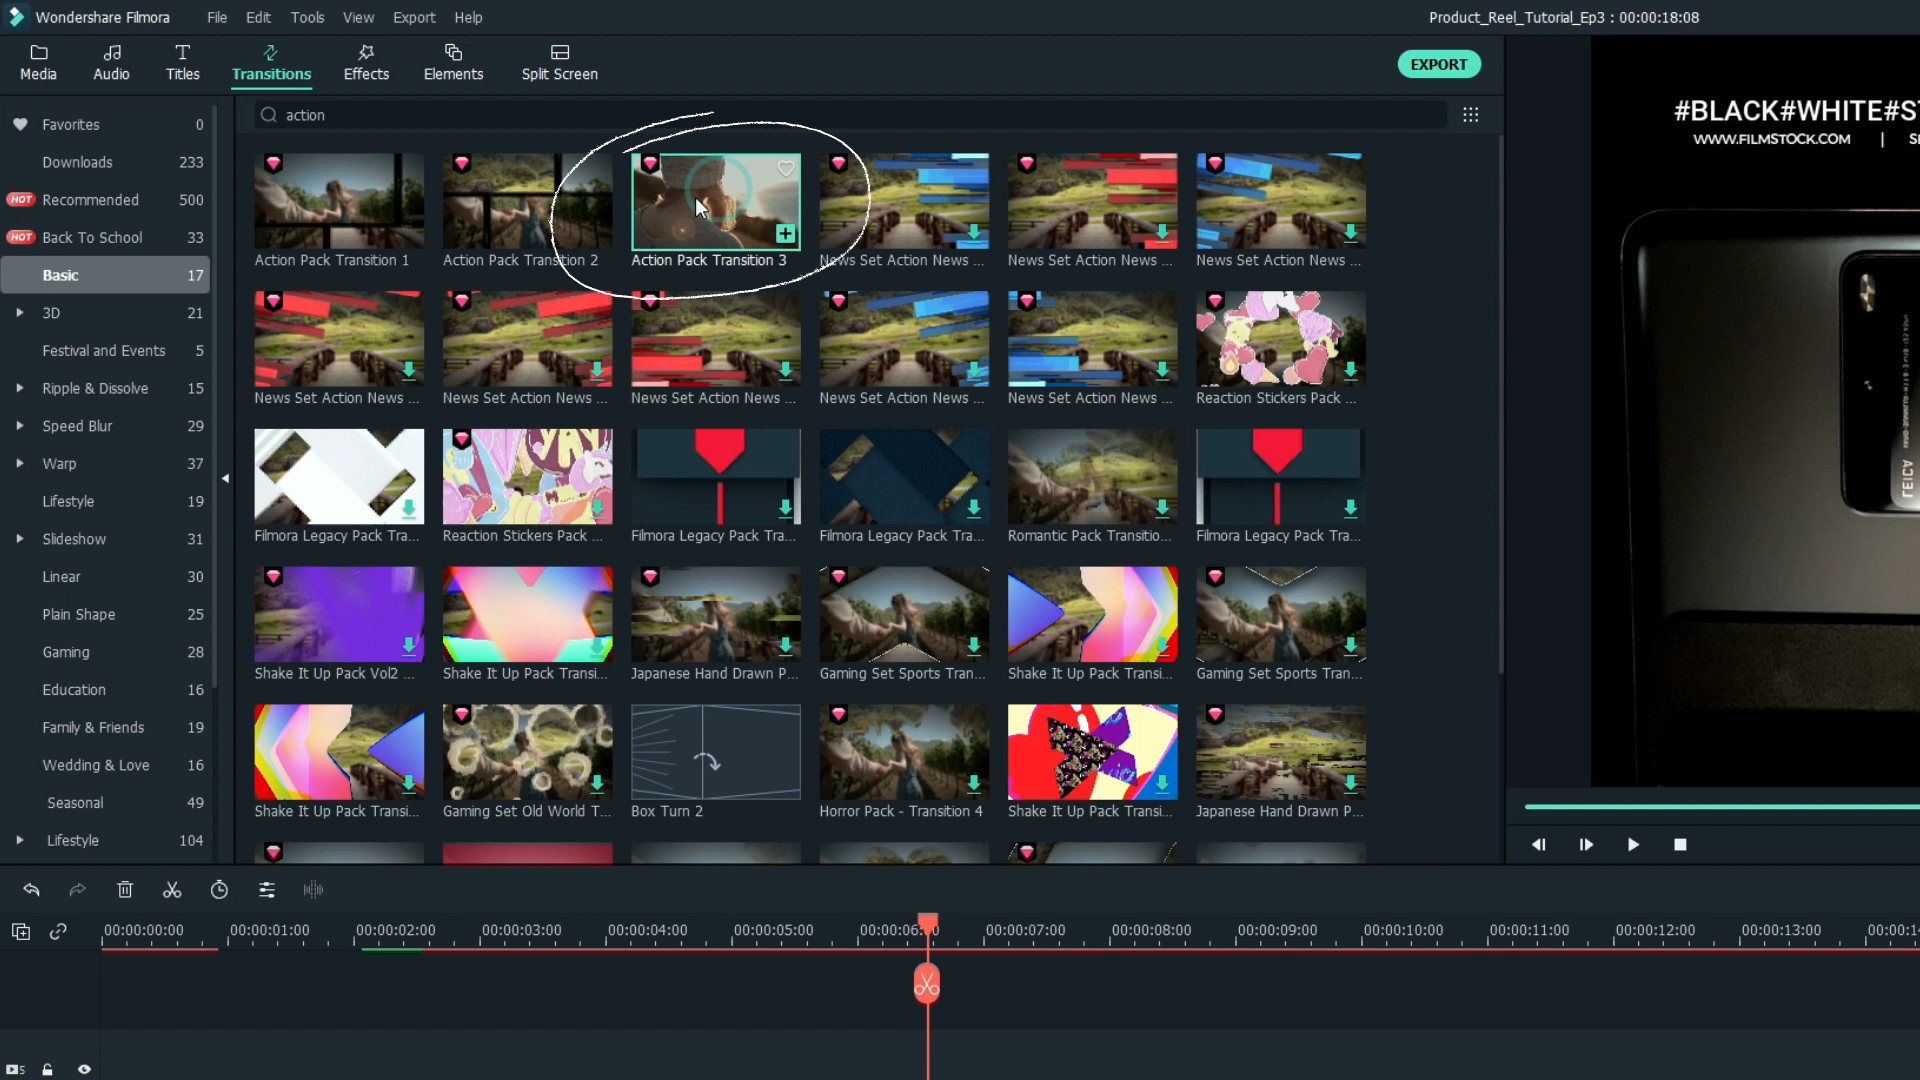 Wondershare Filmora File Edit Tools View Export Help
Product_Reel_Tutorial_Ep3 : 00:00:18:08
Media Audio Titles Transitions Effects Elements Split Screen
EXPORT
action
Favorites 0
Downloads 233
HOT Recommended 500
HOT Back To School 33
Basic 17
3D 21
Festival and Events 5
Ripple & Dissolve 15
Speed Blur 29
Warp 37
Lifestyle 19
Slideshow 31
Linear 30
Plain Shape 25
Gaming 28
Education 16
Family & Friends 19
Wedding & Love 16
Seasonal 49
Lifestyle 104
Action Pack Transition 1
Action Pack Transition 2
Action Pack Transition 3
News Set Action News ...
News Set Action News ...
News Set Action News ...
News Set Action News ...
News Set Action News ...
News Set Action News ...
News Set Action News ...
News Set Action News ...
Reaction Stickers Pack ...
Filmora Legacy Pack Tra...
Reaction Stickers Pack ...
Filmora Legacy Pack Tra...
Filmora Legacy Pack Tra...
Romantic Pack Transitio...
Filmora Legacy Pack Tra...
Shake It Up Pack Vol2 ...
Shake It Up Pack Transi...
Japanese Hand Drawn P...
Gaming Set Sports Tran...
Shake It Up Pack Transi...
Gaming Set Sports Tran...
Shake It Up Pack Transi...
Gaming Set Old World T...
Box Turn 2
Horror Pack - Transition 4
Shake It Up Pack Transi...
Japanese Hand Drawn P...
#BLACK#WHITE#ST
WWW.FILMSTOCK.COM |
LEICA
00:00:00:00 00:00:01:00 00:00:02:00 00:00:03:00 00:00:04:00 00:00:05:00 00:00:06:00 00:00:07:00 00:00:08:00 00:00:09:00 00:00:10:00 00:00:11:00 00:00:12:00 00:00:13:00 00:00:14
5